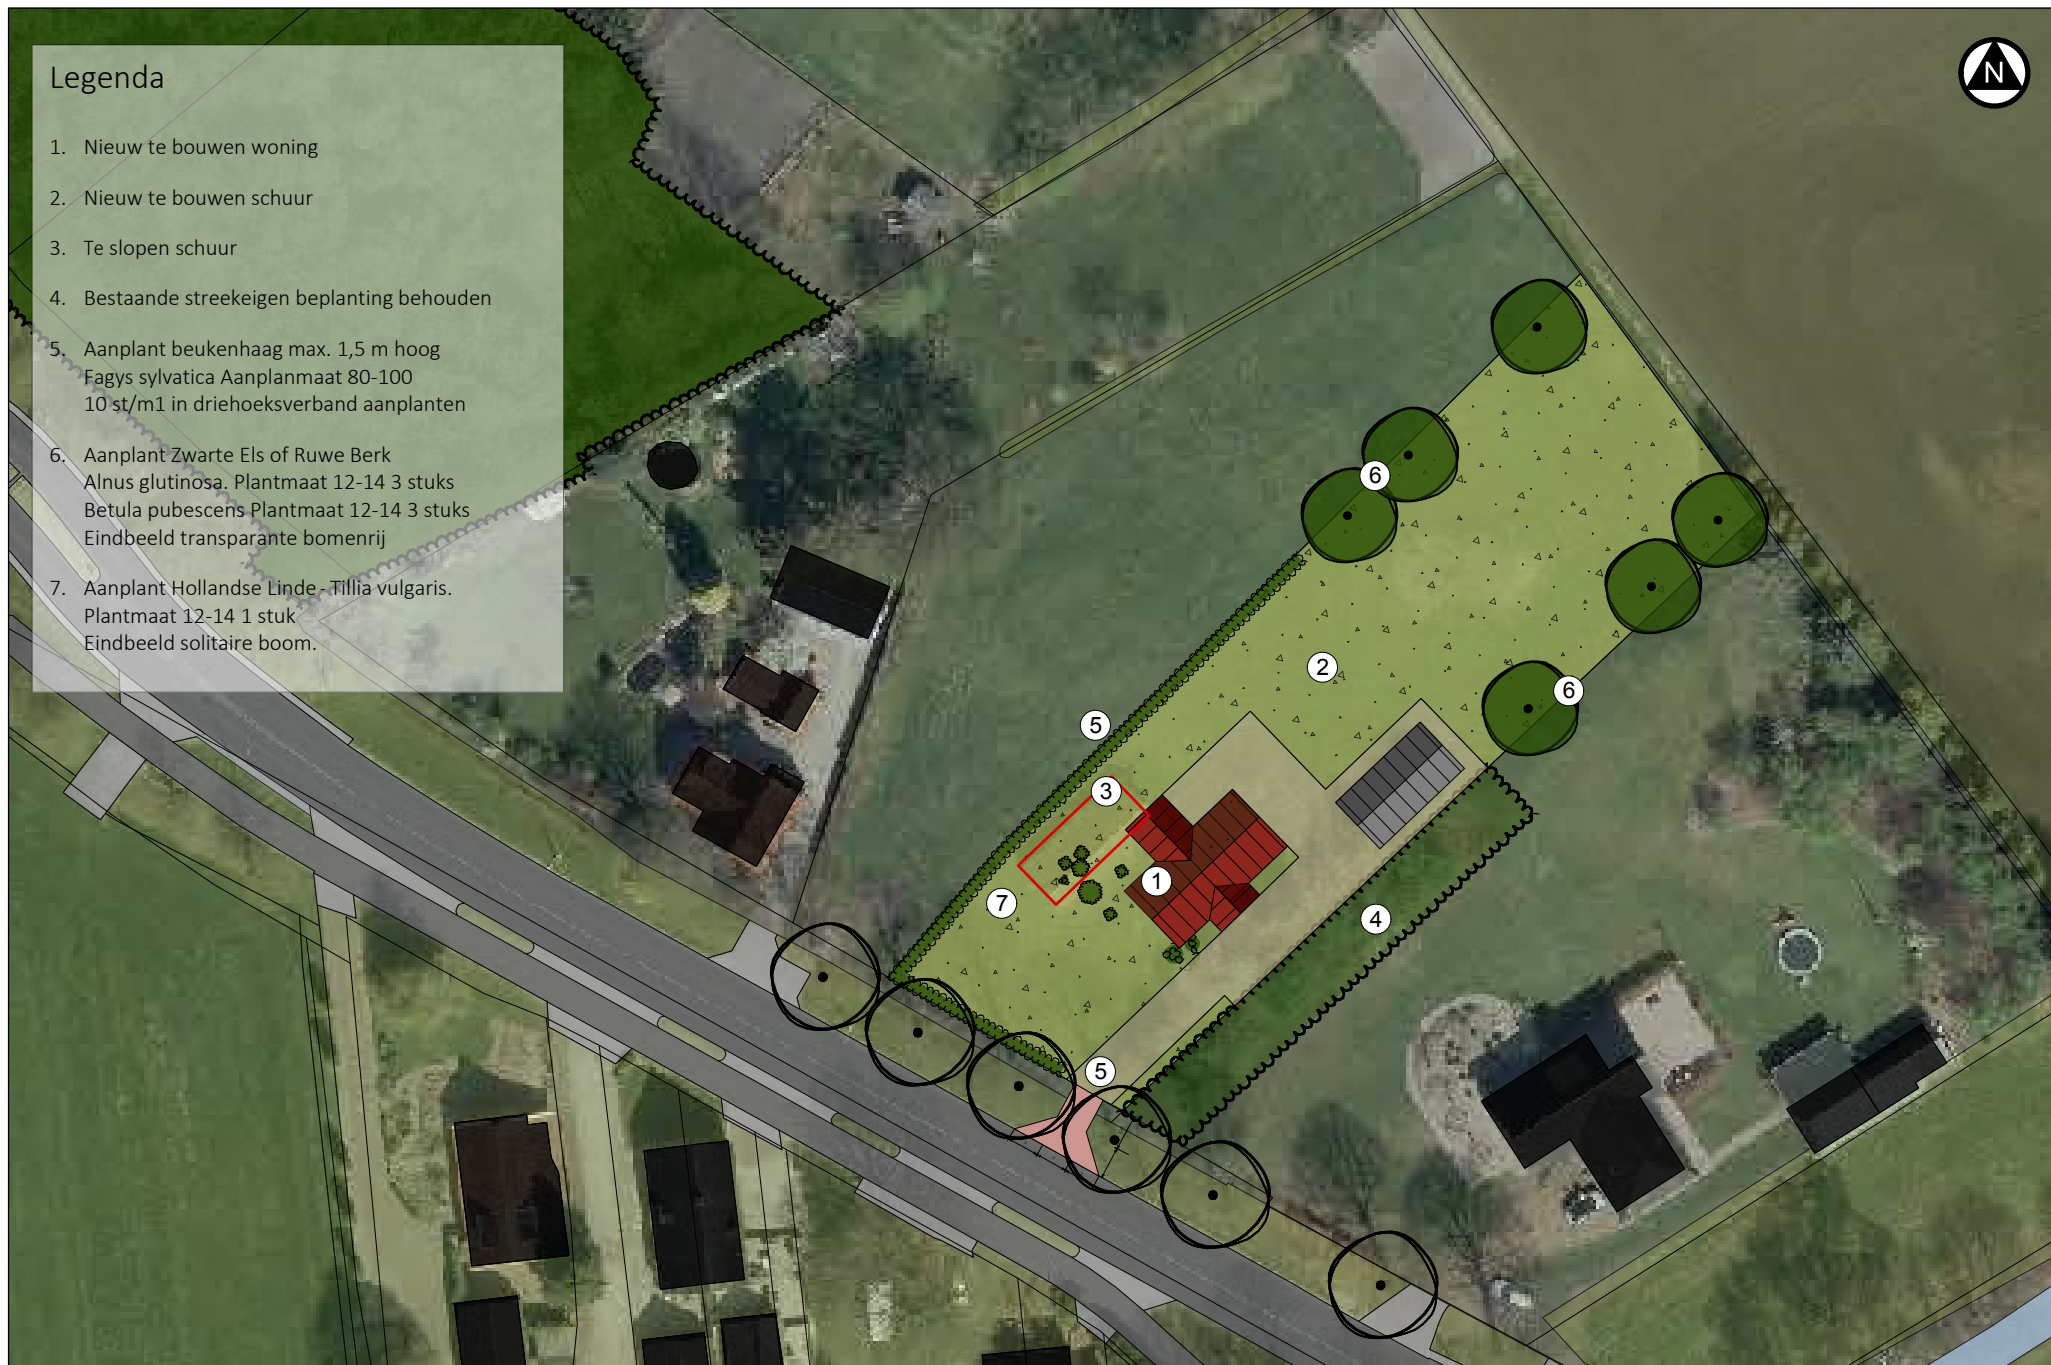 Legenda
1. Nieuw te bouwen woning
2. Nieuw te bouwen schuur
3. Te slopen schuur
4. Bestaande streekeigen beplanting behouden
5. Aanplant beukenhaag max. 1,5 m hoog
Fagys sylvatica Aanplanmaat 80-100
10 st/m1 in driehoeksverband aanplanten
6. Aanplant Zwarte Els of Ruwe Berk
Alnus glutinosa. Plantmaat 12-14 3 stuks
Betula pubescens Plantmaat 12-14 3 stuks
Eindbeeld transparante bomenrij
7. Aanplant Hollandse Linde - Tillia vulgaris.
Plantmaat 12-14 1 stuk
Eindbeeld solitaire boom.
N
6
2
6
5
3
1
7
4
5